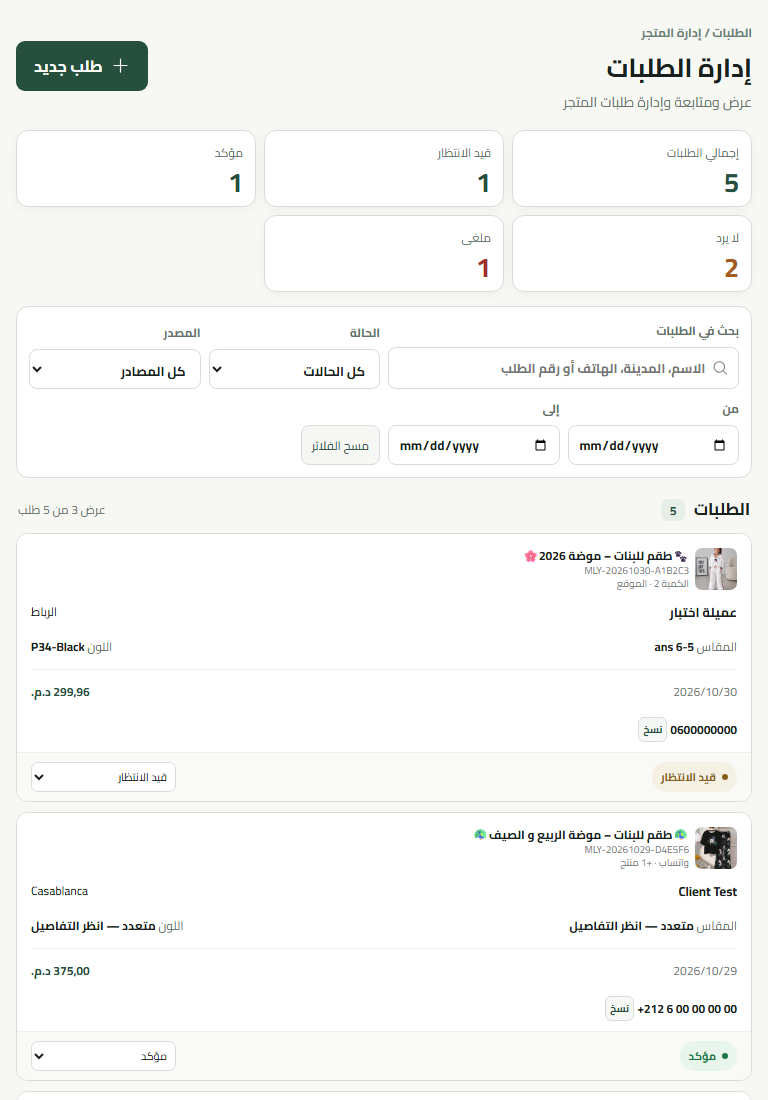 الطلبات / إدارة المتجر
إدارة الطلبات
عرض ومتابعة وإدارة طلبات المتجر
طلب جديد
إجمالي الطلبات
5
قيد الانتظار
1
مؤكد
1
لا يرد
2
ملغى
1
بحث في الطلبات
الاسم، المدينة، الهاتف أو رقم الطلب
الحالة
كل الحالات
المصدر
كل المصادر
من
mm/dd/yyyy
إلى
mm/dd/yyyy
مسح الفلاتر
الطلبات 5
عرض 3 من 5 طلب
🐾 طقم للبنات – موضة 2026 🌸
MLY-20261030-A1B2C3
الكمية 2 · الموقع
عميلة اختبار
الرباط
المقاس 5-6 ans
اللون P34-Black
2026/10/30
299,96 د.م.
0600000000 نسخ
قيد الانتظار
قيد الانتظار
🦚 طقم للبنات – موضة الربيع و الصيف 🦚
MLY-20261029-D4E5F6
واتساب · +1 منتج
Client Test
Casablanca
المقاس متعدد — انظر التفاصيل
اللون متعدد — انظر التفاصيل
2026/10/29
375,00 د.م.
+212 6 00 00 00 00 نسخ
مؤكد
مؤكد